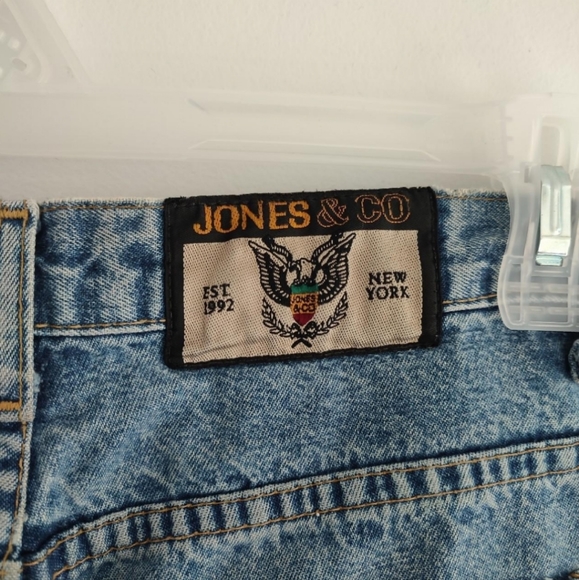 JONES & CO
EST.
1992
NEW
YORK
JONES
& CO